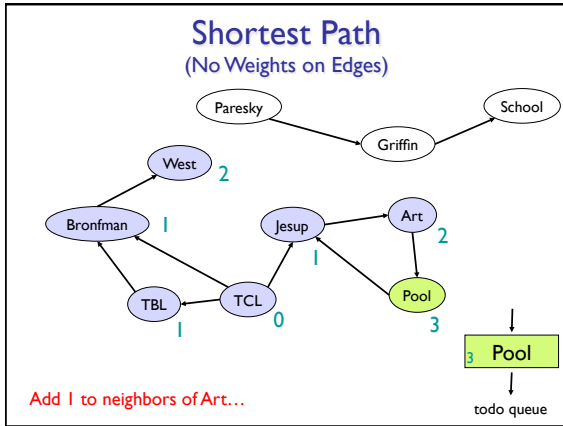 Shortest Path
(No Weights on Edges)
Paresky
School
Griffin
West
2
Bronfman
1
Jesup
1
Art
2
TBL
1
TCL
0
Pool
3
3 Pool
Add 1 to neighbors of Art…
todo queue